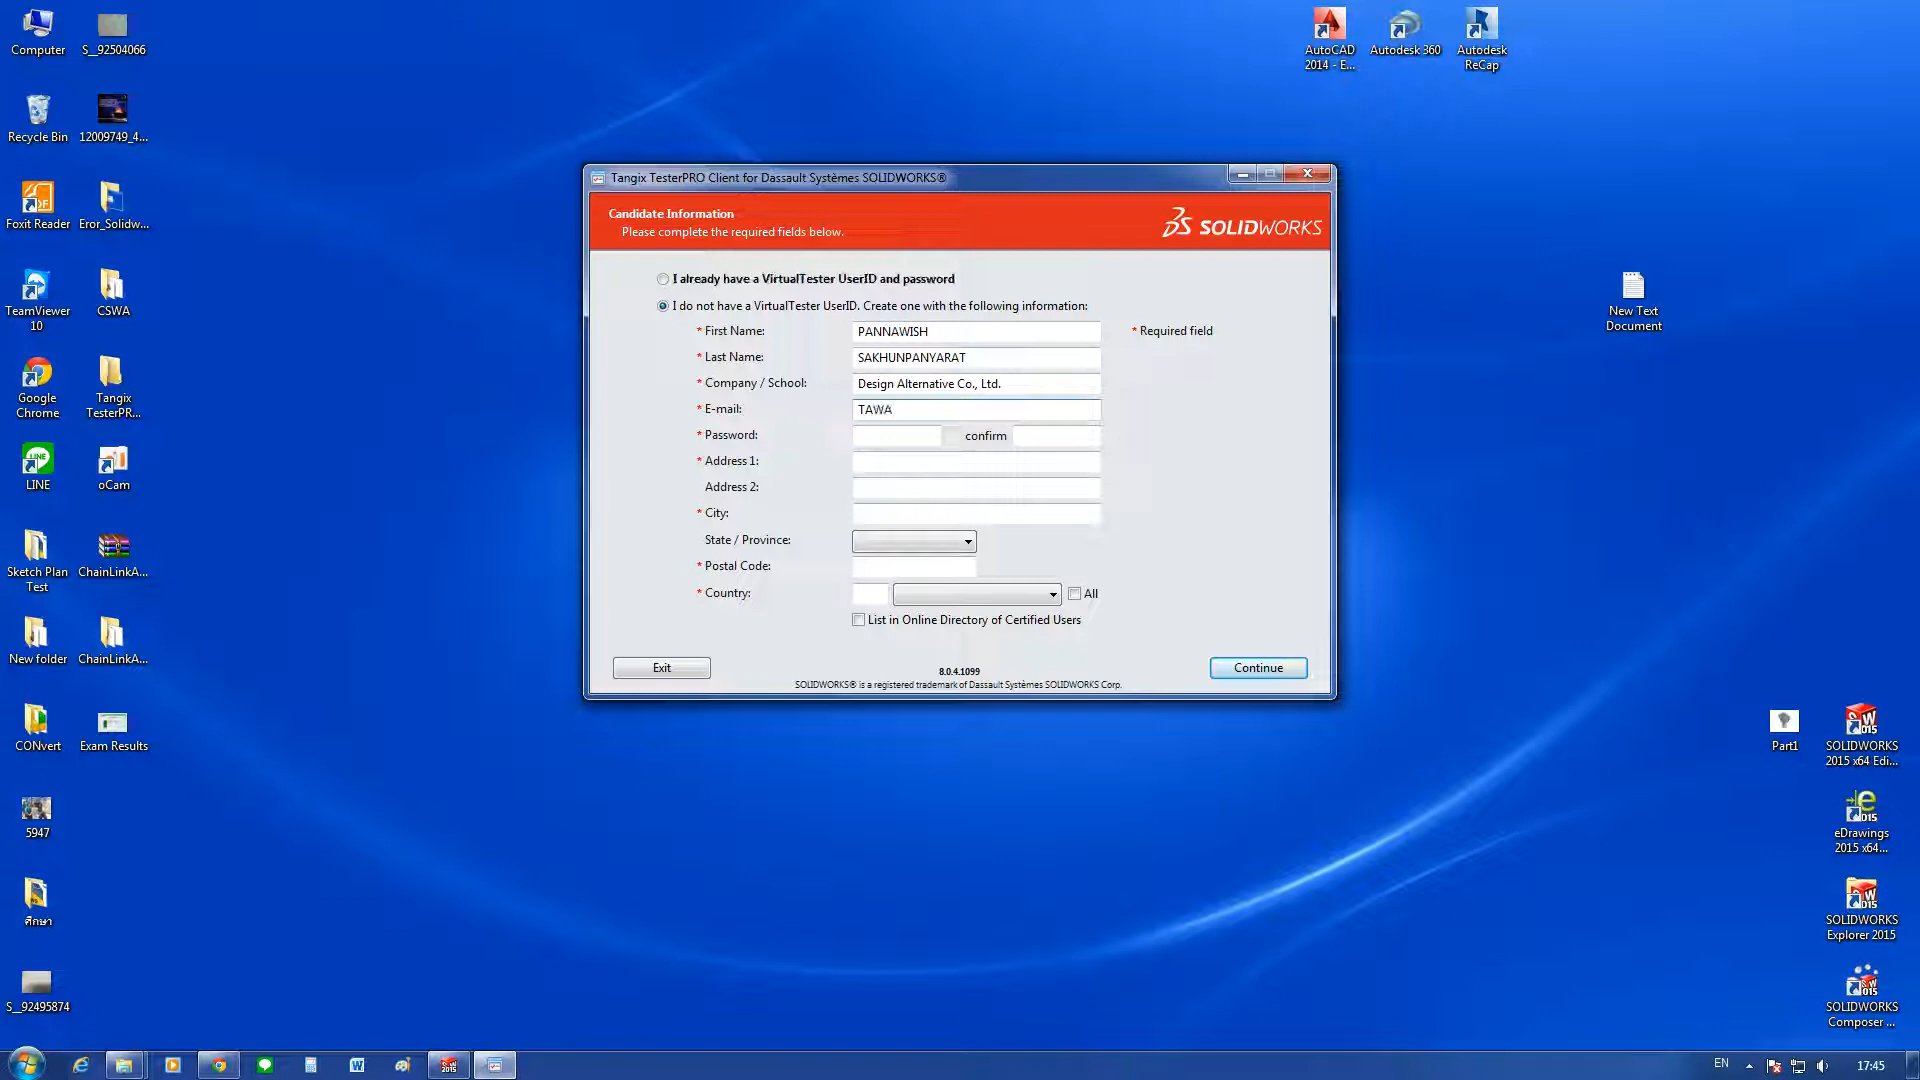 Computer
S__92504066
Recycle Bin
12009749_4...
Foxit Reader
Eror_Solidw...
TeamViewer
10
CSWA
Google
Chrome
Tangix
TesterPR...
LINE
oCam
Sketch Plan
Test
ChainLinkA...
New folder
ChainLinkA...
CONvert
Exam Results
5947
ศึกษา
S__92495874
AutoCAD
2014 - E...
Autodesk 360
Autodesk
ReCap
New Text
Document
Part1
SOLIDWORKS
2015 x64 Edi...
eDrawings
2015 x64...
SOLIDWORKS
Explorer 2015
SOLIDWORKS
Composer ...
Tangix TesterPRO Client for Dassault Systèmes SOLIDWORKS®
Candidate Information
Please complete the required fields below.
SOLIDWORKS
I already have a VirtualTester UserID and password
I do not have a VirtualTester UserID. Create one with the following information:
* First Name: PANNAWISH * Required field
* Last Name: SAKHUNPANYARAT
* Company / School: Design Alternative Co., Ltd.
* E-mail: TAWA
* Password: confirm
* Address 1:
Address 2:
* City:
State / Province:
* Postal Code:
* Country: All
List in Online Directory of Certified Users
Exit
8.0.4.1099
Continue
SOLIDWORKS® is a registered trademark of Dassault Systèmes SOLIDWORKS Corp.
EN
17:45